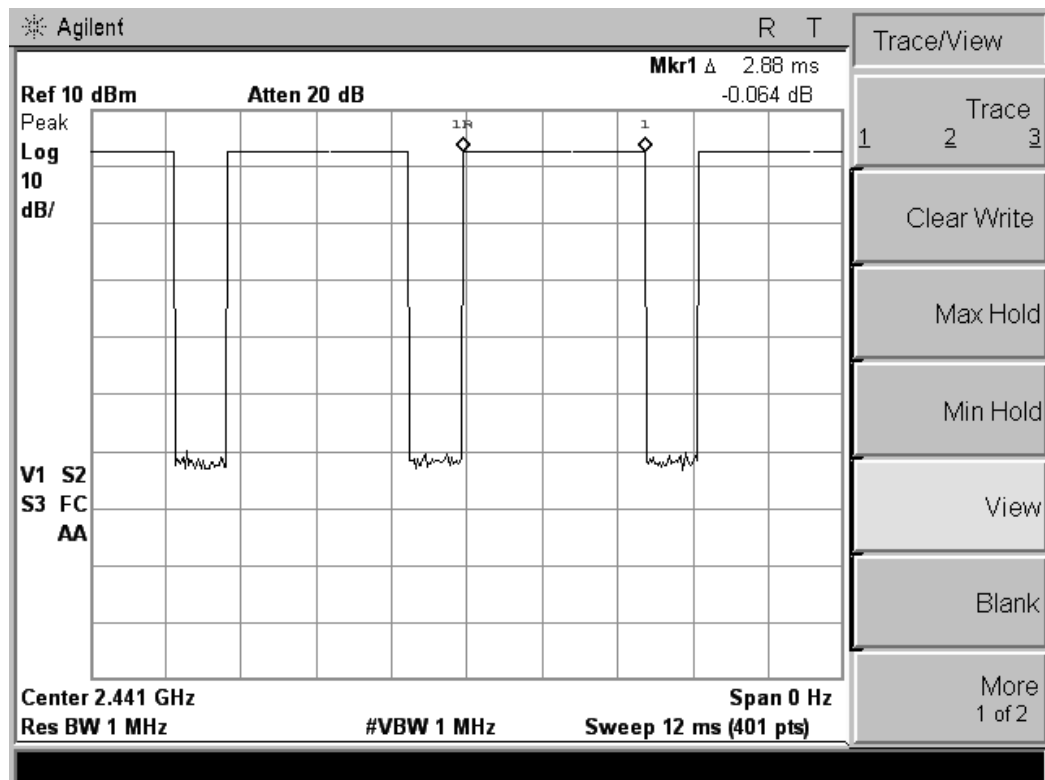 Agilent R T
Mkr1 Δ 2.88 ms
Ref 10 dBm Atten 20 dB -0.064 dB
Peak
Log
10
dB/
1R 1
V1 S2
S3 FC
AA
Center 2.441 GHz Span 0 Hz
Res BW 1 MHz #VBW 1 MHz Sweep 12 ms (401 pts)
Trace/View
Trace
1 2 3
Clear Write
Max Hold
Min Hold
View
Blank
More
1 of 2